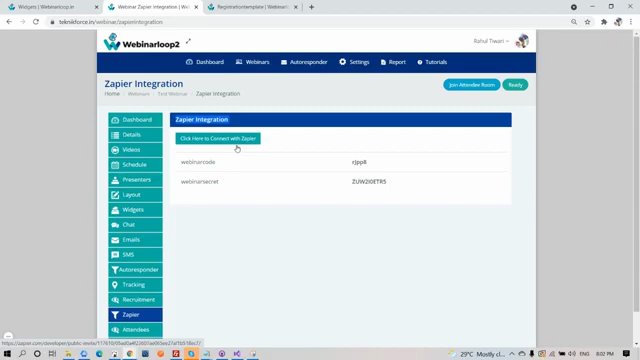 Widgets | Webinarloop.in
Webinar Zapier Integration | We
Registrationtemplate | Webinar
teknikforce.in/webinar/zapierintegration
Webinarloop2
Rahul Tiwari
Dashboard Webinars Autoresponder Settings Report Tutorials
Zapier Integration
Home Webinars Test Webinar Zapier Integration
Join Attendee Room Ready
Dashboard
Details
Videos
Schedule
Presenters
Layout
Widgets
Chat
Emails
SMS
Autoresponder
Tracking
Recruitment
Zapier
Attendees
Zapier Integration
Click Here to Connect with Zapier
webinarcode rJpp8
webinarsecret ZUW2I0ETR5
29°C Mostly cl...
ENG 8:02 PM